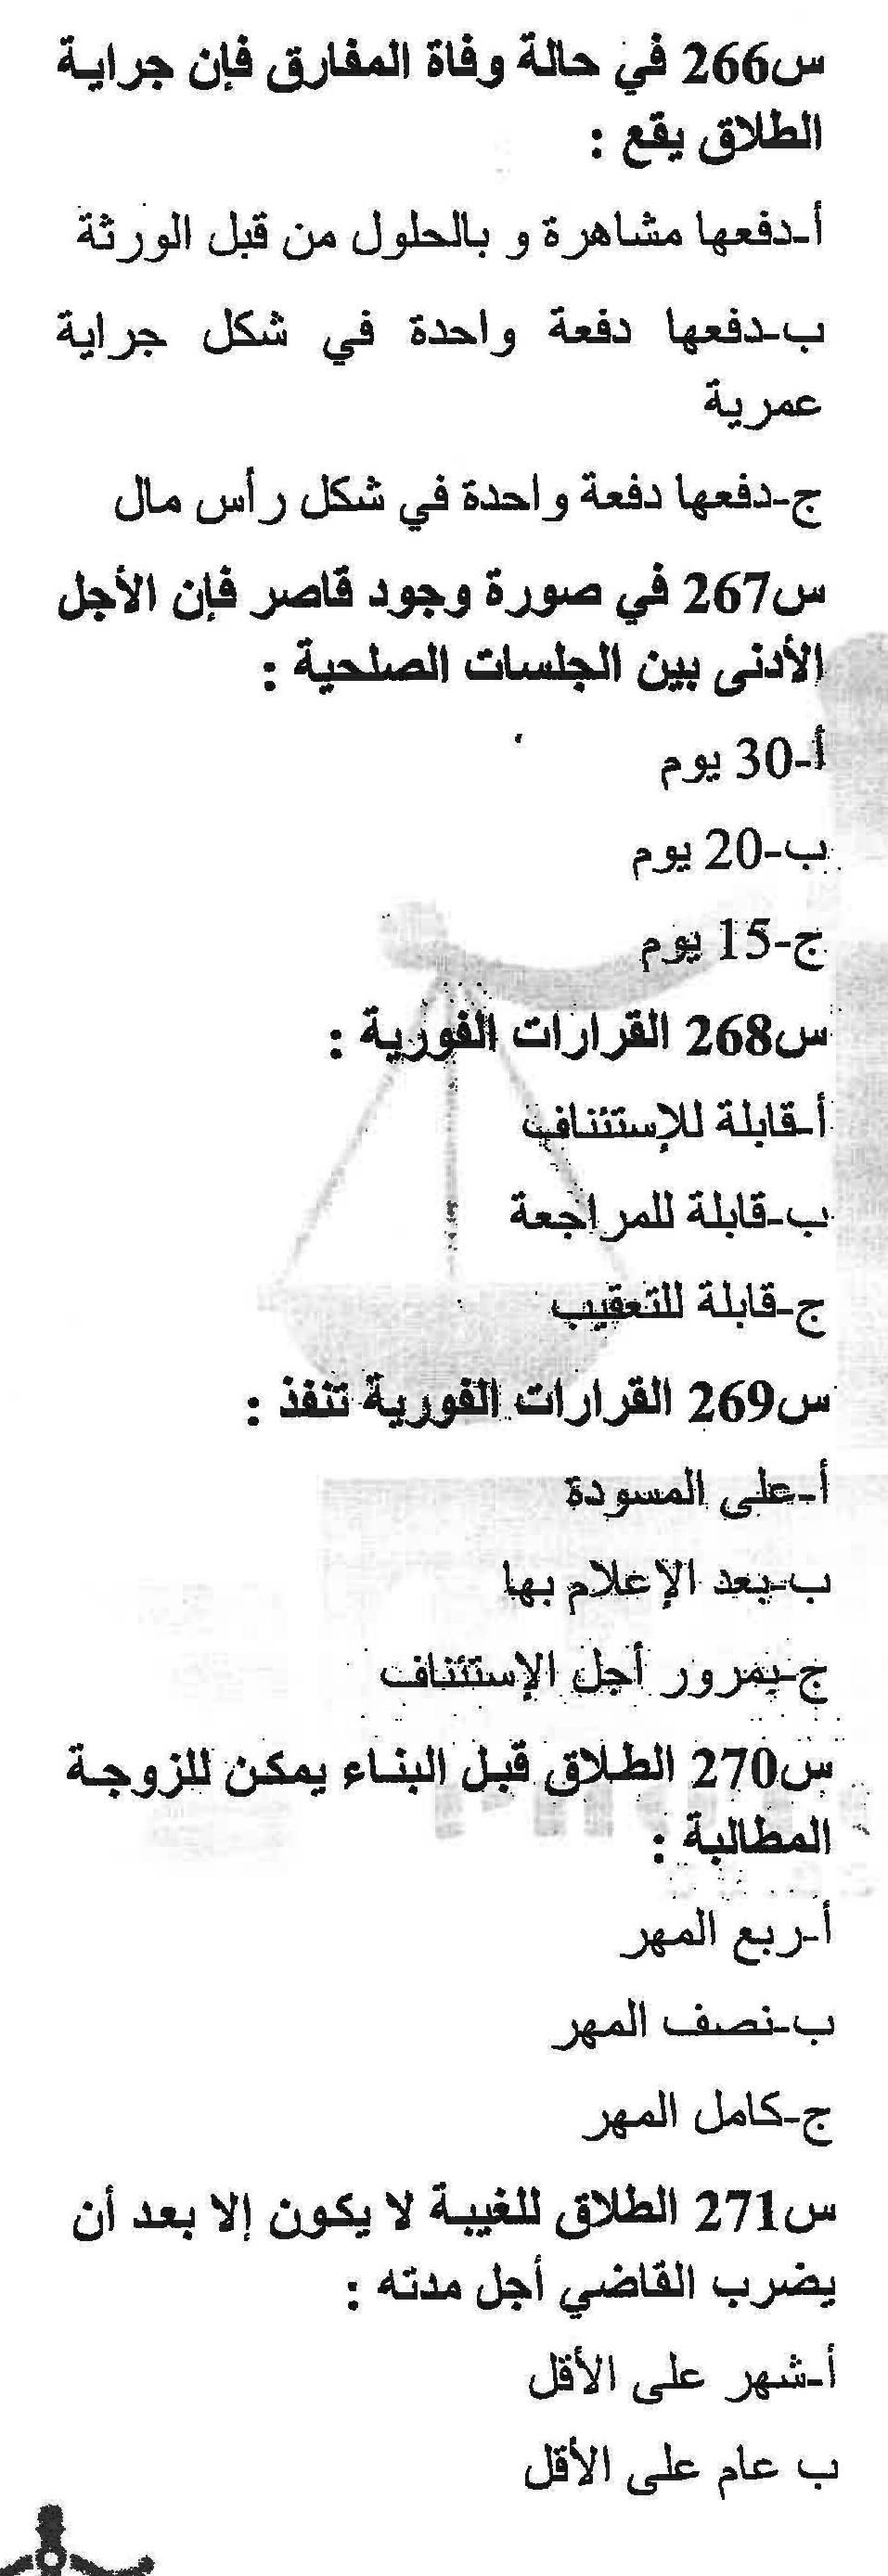 س266 في حالة وفاة المفارق فإن جراية
الطلاق يقع :
أ-دفعها مشاهرة و بالحلول من قبل الورثة
ب-دفعها دفعة واحدة في شكل جراية
عمرية
ج-دفعها دفعة واحدة في شكل رأس مال
س267 في صورة وجود قاصر فإن الأجل
الأدنى بين الجلسات الصلحية :
أ-30 يوم
ب-20 يوم
ج-15 يوم
س268 القرارات الفورية :
أ-قابلة للإستئناف
ب-قابلة للمراجعة
ج-قابلة للتعقيب
س269 القرارات الفورية تنفذ :
أ-على المسودة
ب-بعد الإعلام بها
ج-بمرور أجل الإستئناف
س270 الطلاق قبل البناء يمكن للزوجة
المطالبة :
أ-ربع المهر
ب-نصف المهر
ج-كامل المهر
س271 الطلاق للغيبة لا يكون إلا بعد أن
يضرب القاضي أجل مدته :
أ-شهر على الأقل
ب عام على الأقل